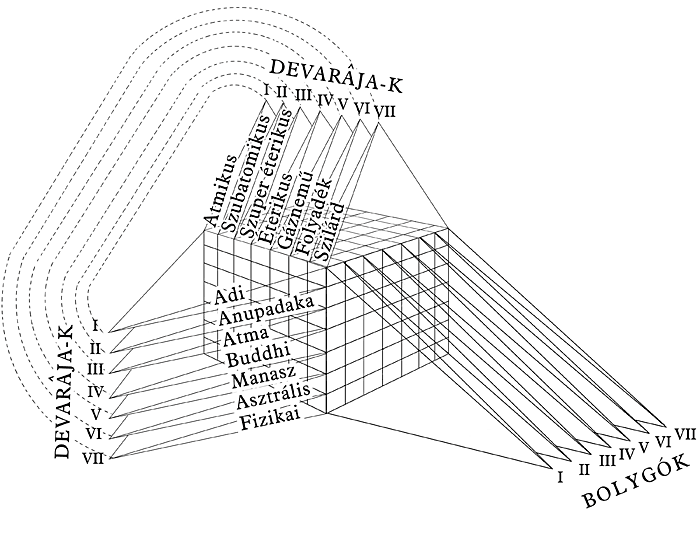 DEVARÂJA-K
I II III IV V VI VII
Atmikus
Szubatomikus
Szuper éterikus
Éterikus
Gáznemű
Folyadék
Szilárd
Adi
Anupadaka
Atma
Buddhi
Manasz
Asztrális
Fizikai
DEVARÂJA-K
I
II
III
IV
V
VI
VII
I II III IV V VI VII
BOLYGÓK